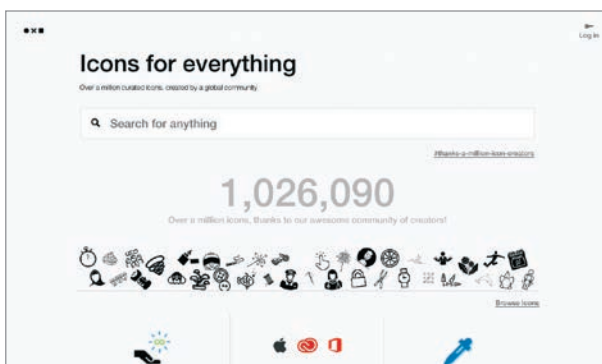 Log in
Icons for everything
Over a million curated icons, created by a global community.
Search for anything
#thanks-a-million-icon-creators
1,026,090
Over a million icons, thanks to our awesome community of creators!
Browse Icons